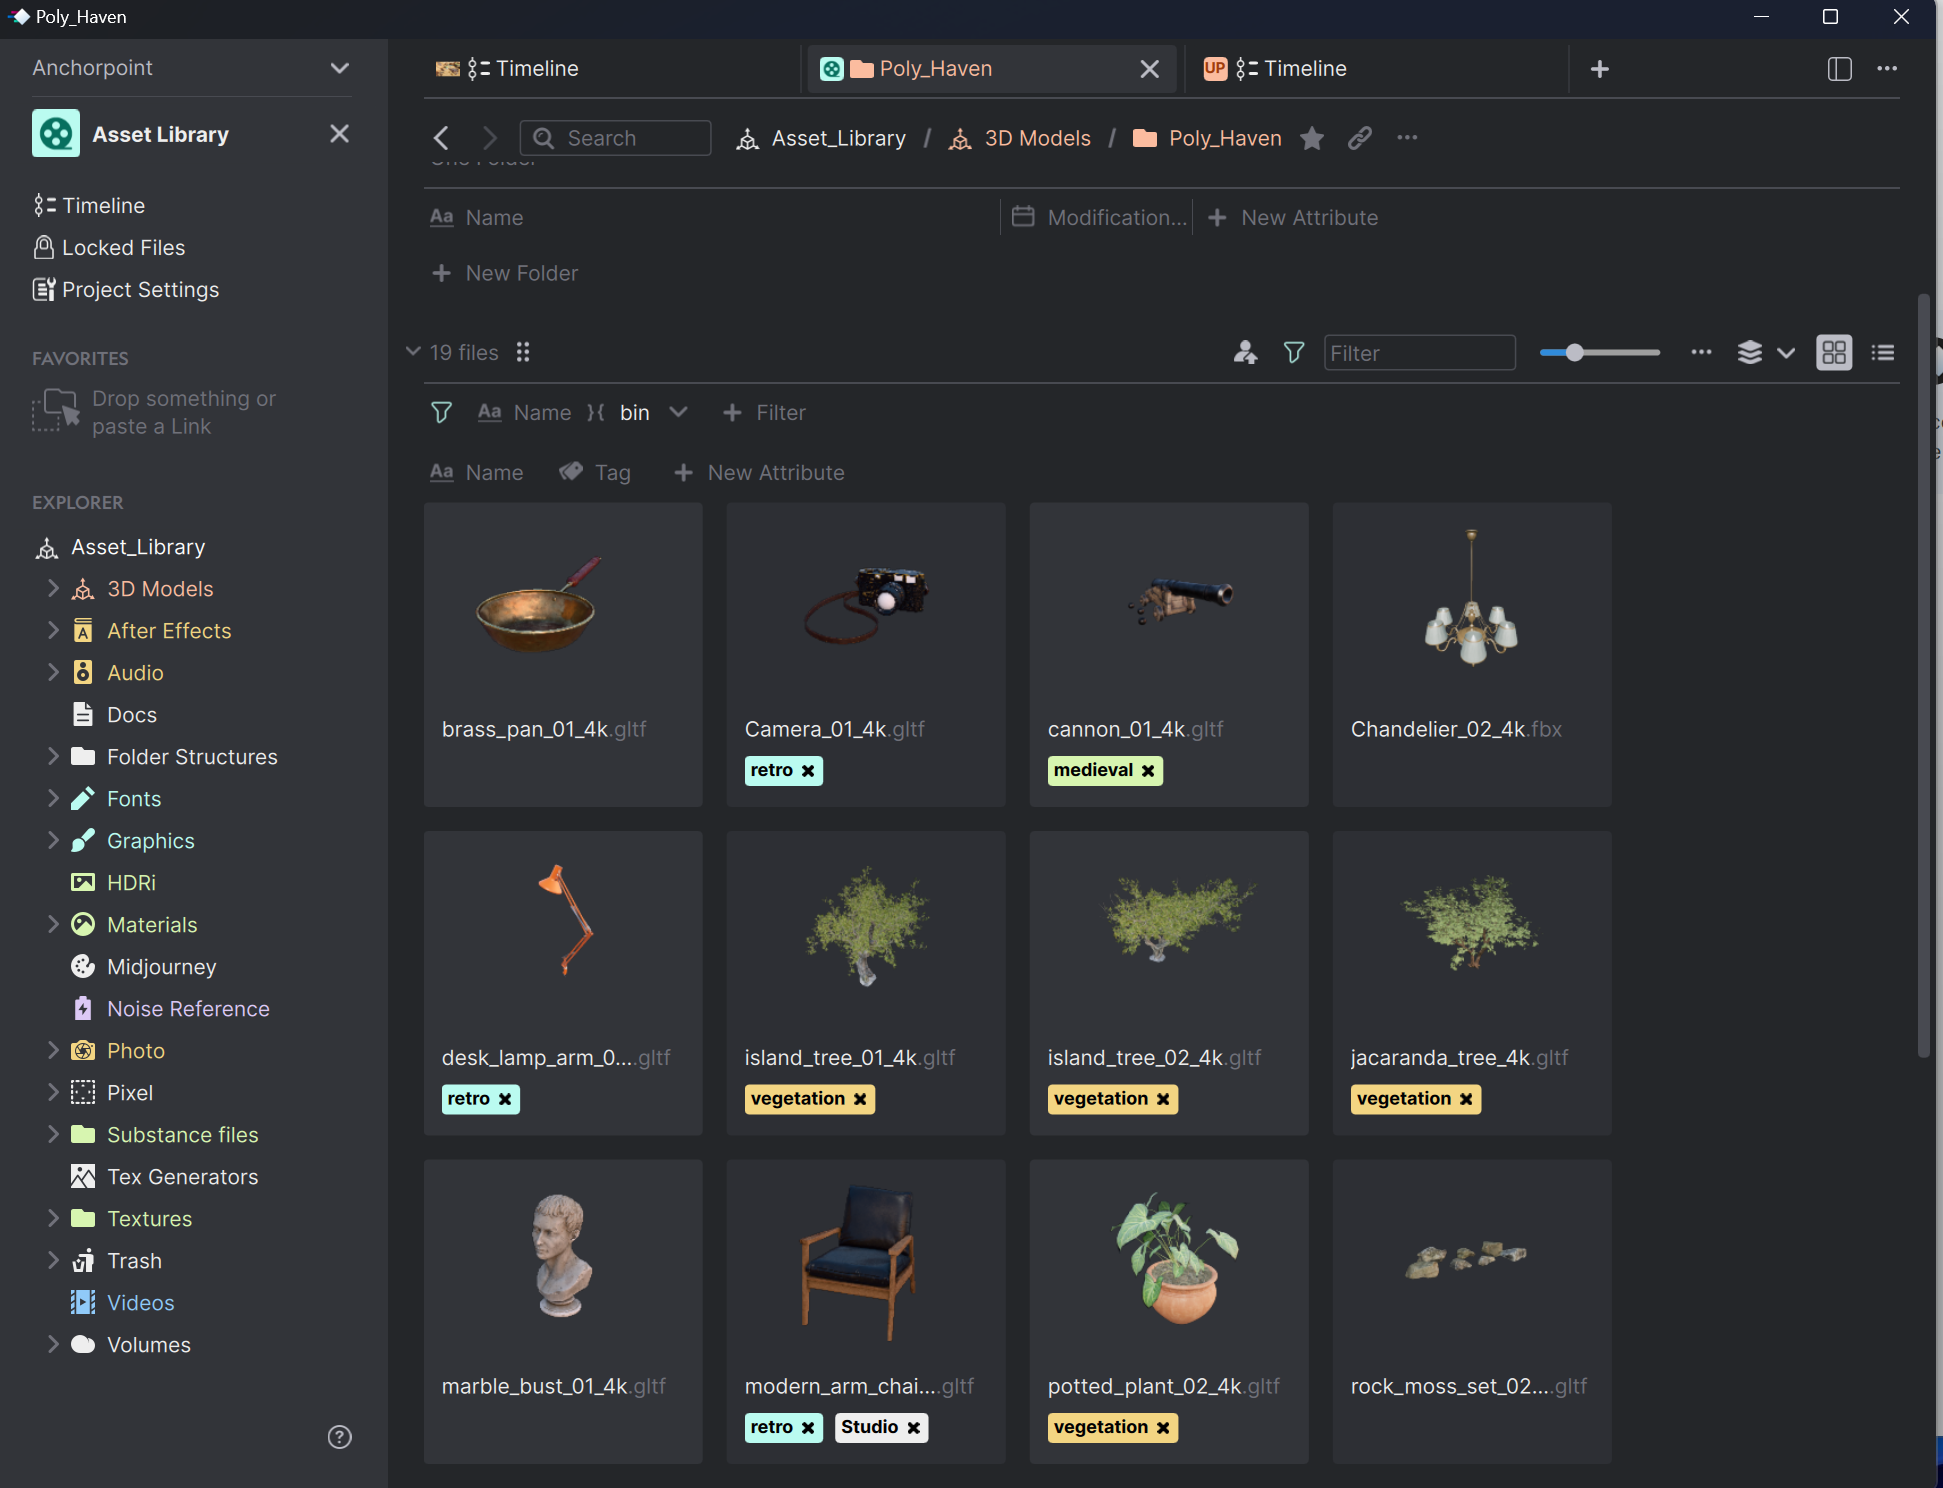 Poly_Haven
Anchorpoint
Asset Library
Timeline
Locked Files
Project Settings
FAVORITES
Drop something or
paste a Link
EXPLORER
Asset_Library
3D Models
After Effects
Audio
Docs
Folder Structures
Fonts
Graphics
HDRi
Materials
Midjourney
Noise Reference
Photo
Pixel
Substance files
Tex Generators
Textures
Trash
Videos
Volumes
Timeline
Poly_Haven
UP Timeline
Search
Asset_Library / 3D Models / Poly_Haven
Aa Name
Modification...
New Attribute
New Folder
19 files
Filter
Aa Name bin
Filter
Aa Name
Tag
New Attribute
brass_pan_01_4k.gltf
Camera_01_4k.gltf
retro
cannon_01_4k.gltf
medieval
Chandelier_02_4k.fbx
desk_lamp_arm_0....gltf
retro
island_tree_01_4k.gltf
vegetation
island_tree_02_4k.gltf
vegetation
jacaranda_tree_4k.gltf
vegetation
marble_bust_01_4k.gltf
modern_arm_chai....gltf
retro
Studio
potted_plant_02_4k.gltf
vegetation
rock_moss_set_02....gltf